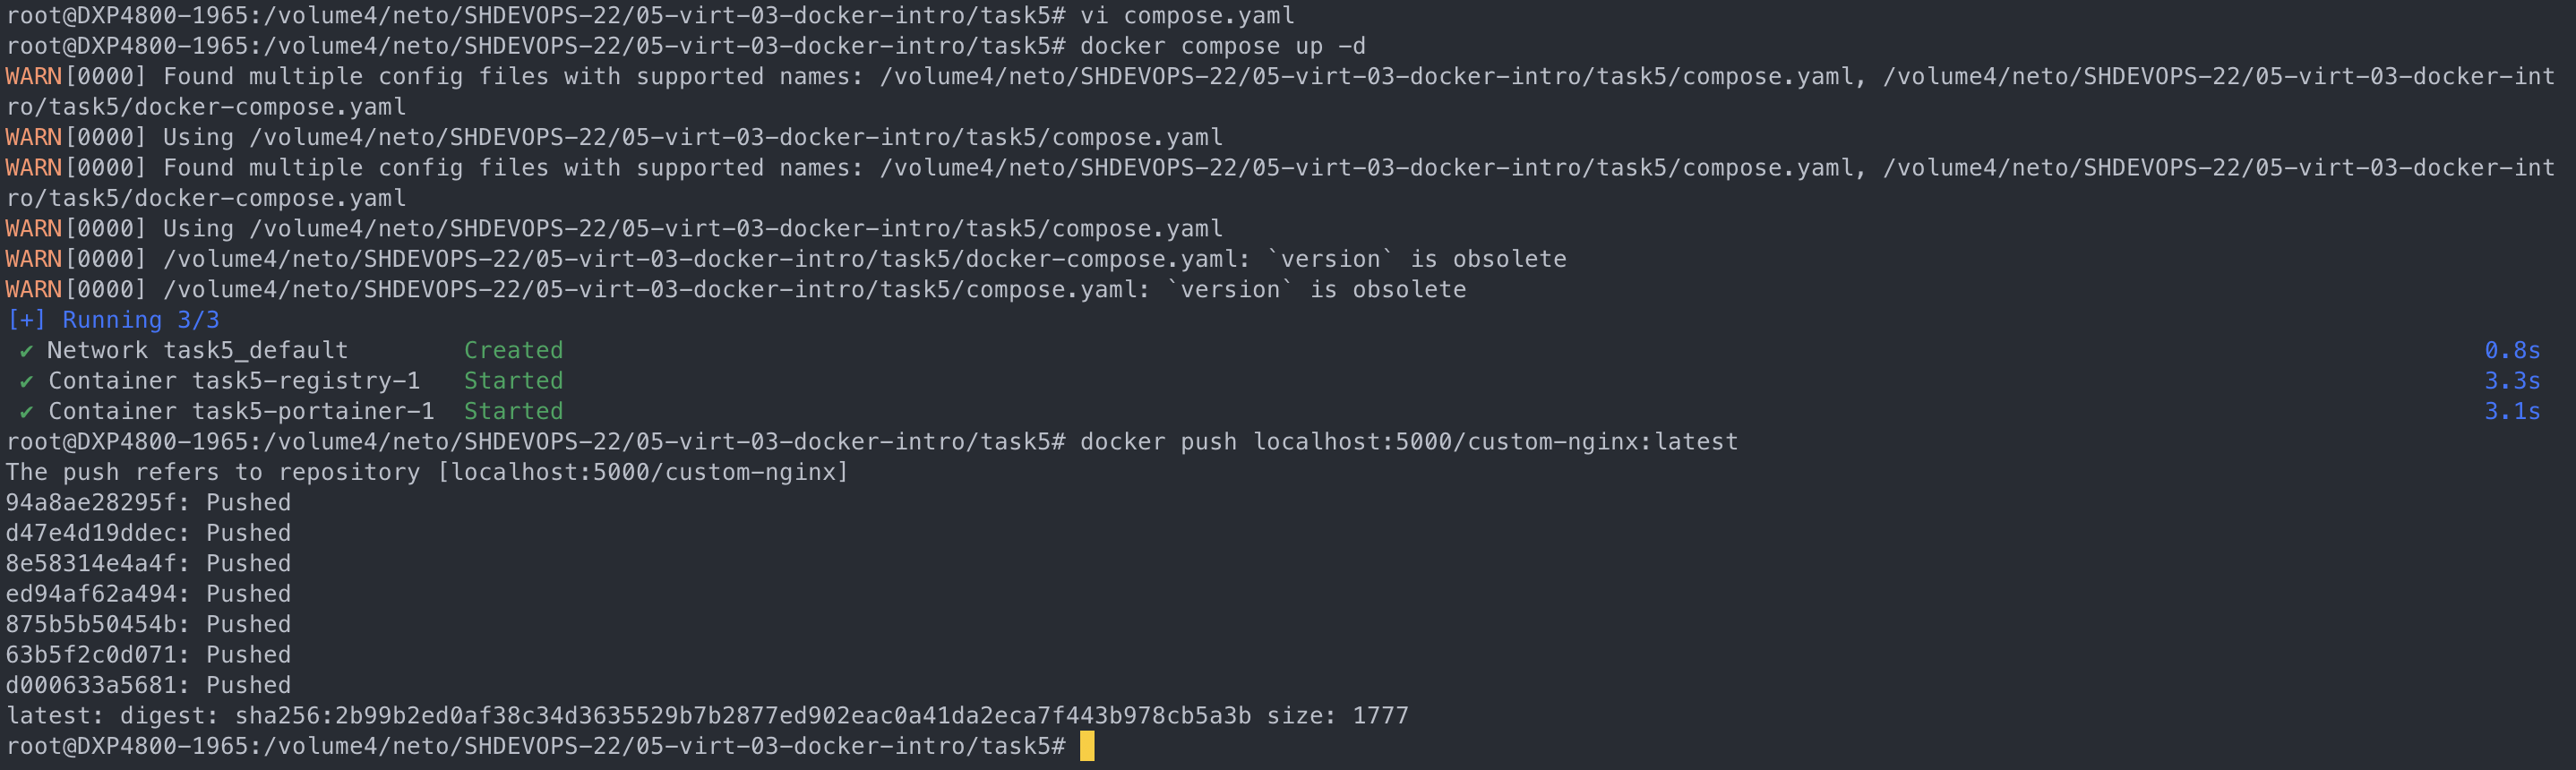 root@DXP4800-1965:/volume4/neto/SHDEVOPS-22/05-virt-03-docker-intro/task5# vi compose.yaml
root@DXP4800-1965:/volume4/neto/SHDEVOPS-22/05-virt-03-docker-intro/task5# docker compose up -d
WARN[0000] Found multiple config files with supported names: /volume4/neto/SHDEVOPS-22/05-virt-03-docker-intro/task5/compose.yaml, /volume4/neto/SHDEVOPS-22/05-virt-03-docker-int
ro/task5/docker-compose.yaml
WARN[0000] Using /volume4/neto/SHDEVOPS-22/05-virt-03-docker-intro/task5/compose.yaml
WARN[0000] Found multiple config files with supported names: /volume4/neto/SHDEVOPS-22/05-virt-03-docker-intro/task5/compose.yaml, /volume4/neto/SHDEVOPS-22/05-virt-03-docker-int
ro/task5/docker-compose.yaml
WARN[0000] Using /volume4/neto/SHDEVOPS-22/05-virt-03-docker-intro/task5/compose.yaml
WARN[0000] /volume4/neto/SHDEVOPS-22/05-virt-03-docker-intro/task5/docker-compose.yaml: `version` is obsolete
WARN[0000] /volume4/neto/SHDEVOPS-22/05-virt-03-docker-intro/task5/compose.yaml: `version` is obsolete
[+] Running 3/3
✔ Network task5_default Created 0.8s
✔ Container task5-registry-1 Started 3.3s
✔ Container task5-portainer-1 Started 3.1s
root@DXP4800-1965:/volume4/neto/SHDEVOPS-22/05-virt-03-docker-intro/task5# docker push localhost:5000/custom-nginx:latest
The push refers to repository [localhost:5000/custom-nginx]
94a8ae28295f: Pushed
d47e4d19ddec: Pushed
8e58314e4a4f: Pushed
ed94af62a494: Pushed
875b5b50454b: Pushed
63b5f2c0d071: Pushed
d000633a5681: Pushed
latest: digest: sha256:2b99b2ed0af38c34d3635529b7b2877ed902eac0a41da2eca7f443b978cb5a3b size: 1777
root@DXP4800-1965:/volume4/neto/SHDEVOPS-22/05-virt-03-docker-intro/task5#